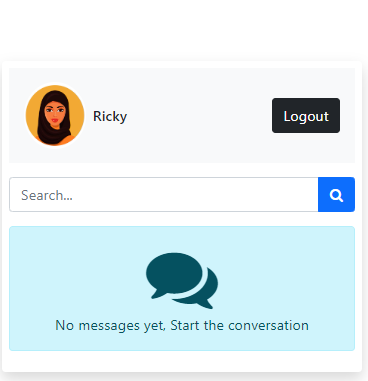 Ricky
Logout
Search...
No messages yet, Start the conversation